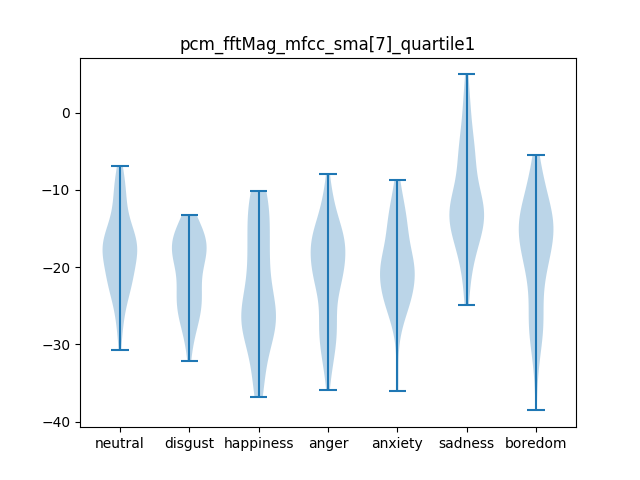 pcm_fftMag_mfcc_sma[7]_quartile1
0
−10
−20
−30
−40
neutral disgust happiness anger anxiety sadness boredom